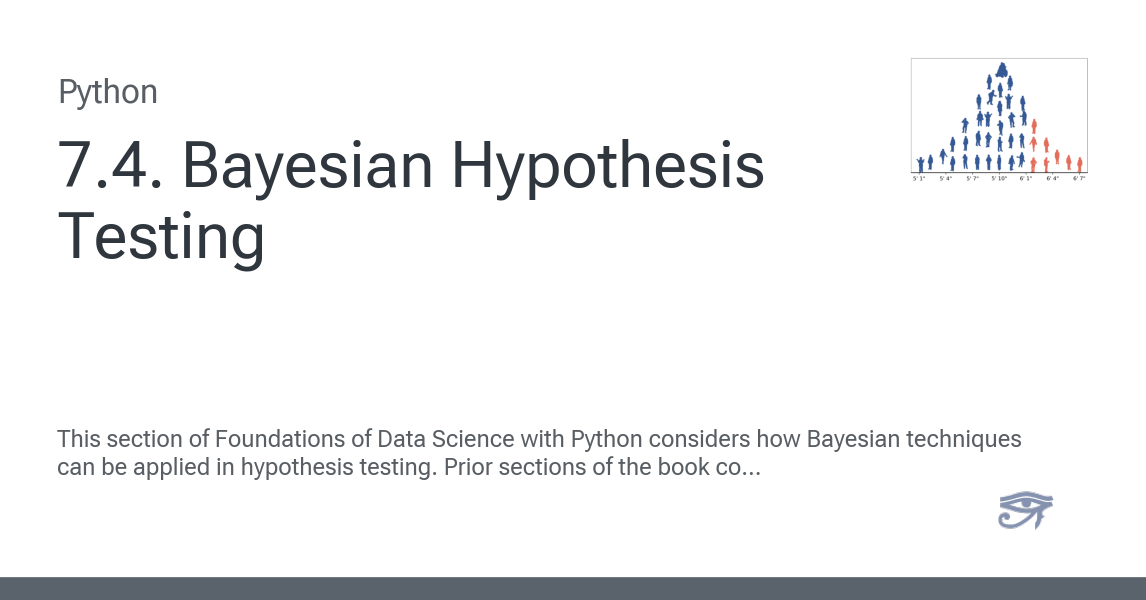 Python
7.4. Bayesian Hypothesis
Testing
5' 1" 5' 4" 5' 7" 5' 10" 6' 1" 6' 4" 6' 7"
This section of Foundations of Data Science with Python considers how Bayesian techniques
can be applied in hypothesis testing. Prior sections of the book co...